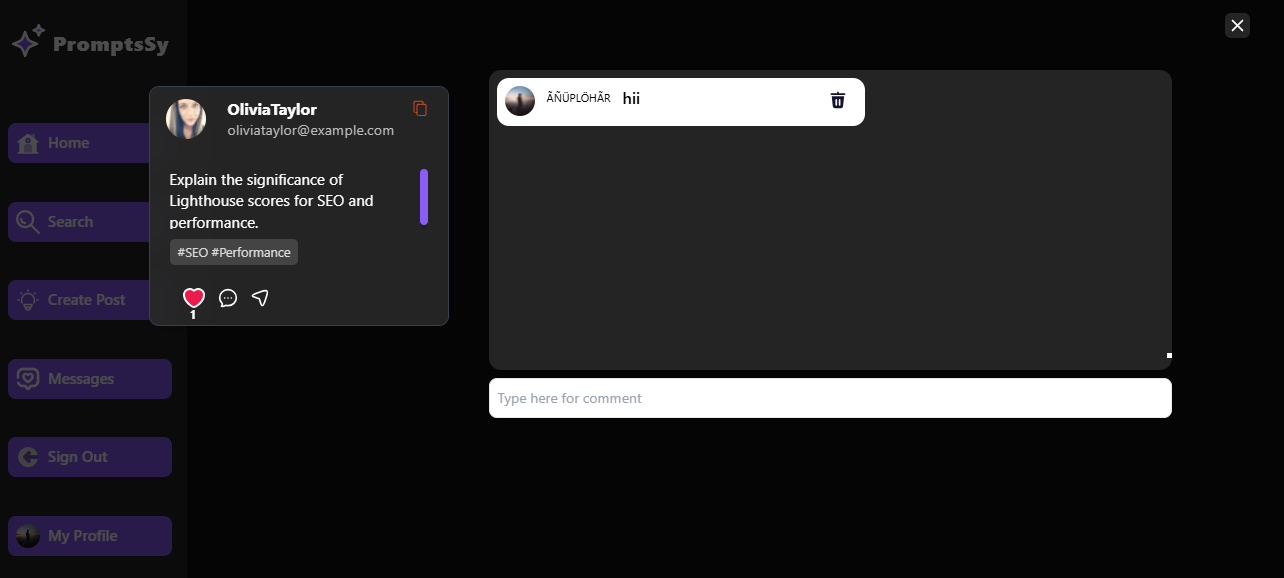 PromptsSy
Home
Search
Create Post
Messages
Sign Out
My Profile
OliviaTaylor
oliviataylor@example.com
Explain the significance of
Lighthouse scores for SEO and
performance.
#SEO #Performance
1
ÃÑÜPLÖHÃR hii
Type here for comment